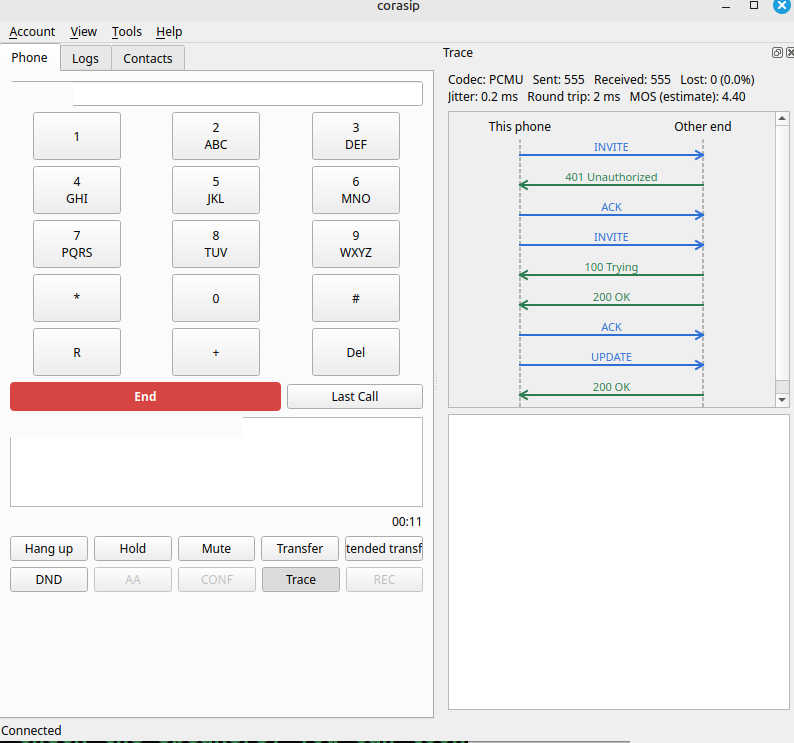 corasip
Account View Tools Help
Phone Logs Contacts
Trace
Codec: PCMU Sent: 555 Received: 555 Lost: 0 (0.0%)
Jitter: 0.2 ms Round trip: 2 ms MOS (estimate): 4.40
1
2
ABC
3
DEF
4
GHI
5
JKL
6
MNO
7
PQRS
8
TUV
9
WXYZ
*
0
#
R
+
Del
End
Last Call
00:11
Hang up Hold Mute Transfer tended transf
DND AA CONF Trace REC
This phone Other end
INVITE
401 Unauthorized
ACK
INVITE
100 Trying
200 OK
ACK
UPDATE
200 OK
Connected